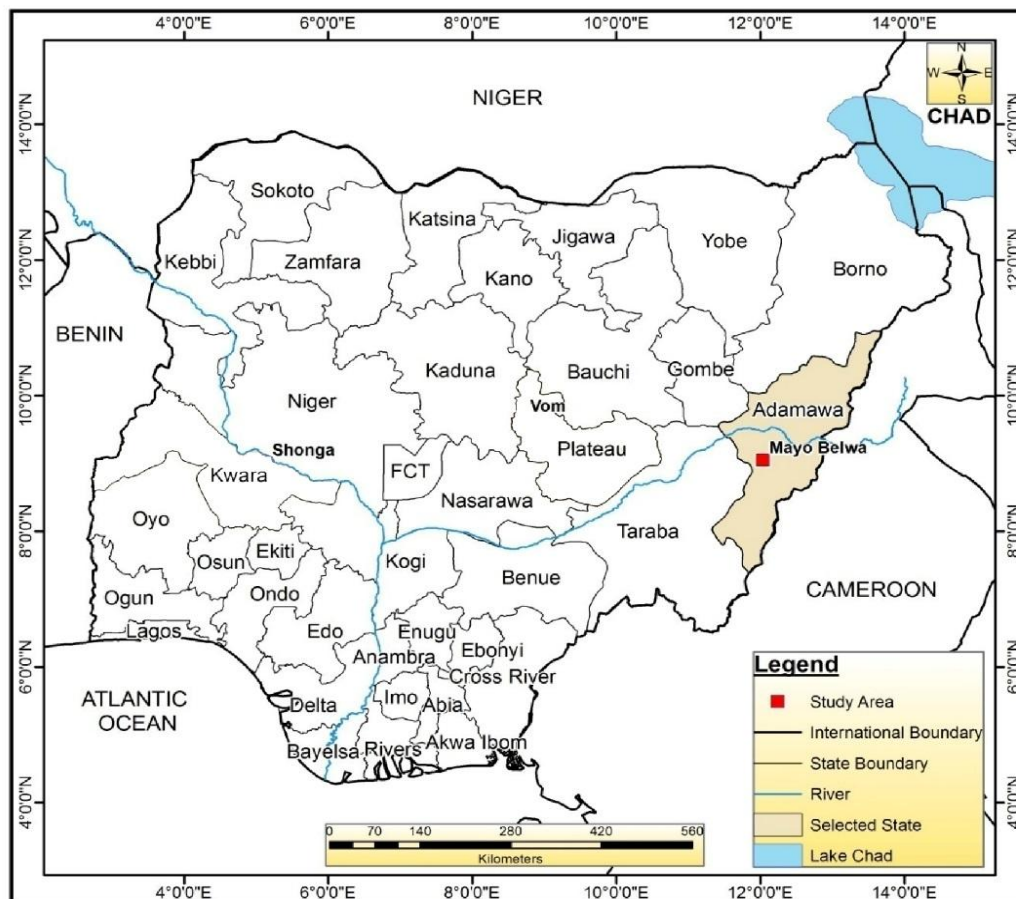 4°0'0"E
6°0'0"E
8°0'0"E
10°0'0"E
12°0'0"E
14°0'0"E
N
W E
S
NIGER
CHAD
14°0'0"N
14°0'0"N
Sokoto
Katsina
Jigawa
Yobe
Kebbi
Zamfara
Kano
Borno
12°0'0"N
12°0'0"N
BENIN
Kaduna
Bauchi
Gombe
10°0'0"N
10°0'0"N
Niger
Vom
Adamawa
Shonga
Plateau
Mayo Belwa
FCT
Kwara
Nasarawa
Oyo
Taraba
8°0'0"N
8°0'0"N
Osun
Ekiti
Kogi
Benue
CAMEROON
Ogun
Ondo
Lagos
Edo
Enugu
Anambra
Ebonyi
Cross River
6°0'0"N
6°0'0"N
ATLANTIC
OCEAN
Delta
Imo
Abia
Bayelsa
Rivers
Akwa Ibom
4°0'0"N
4°0'0"N
Legend
Study Area
International Boundary
State Boundary
River
Selected State
Lake Chad
0 70 140 280 420 560
Kilometers
4°0'0"E
6°0'0"E
8°0'0"E
10°0'0"E
12°0'0"E
14°0'0"E